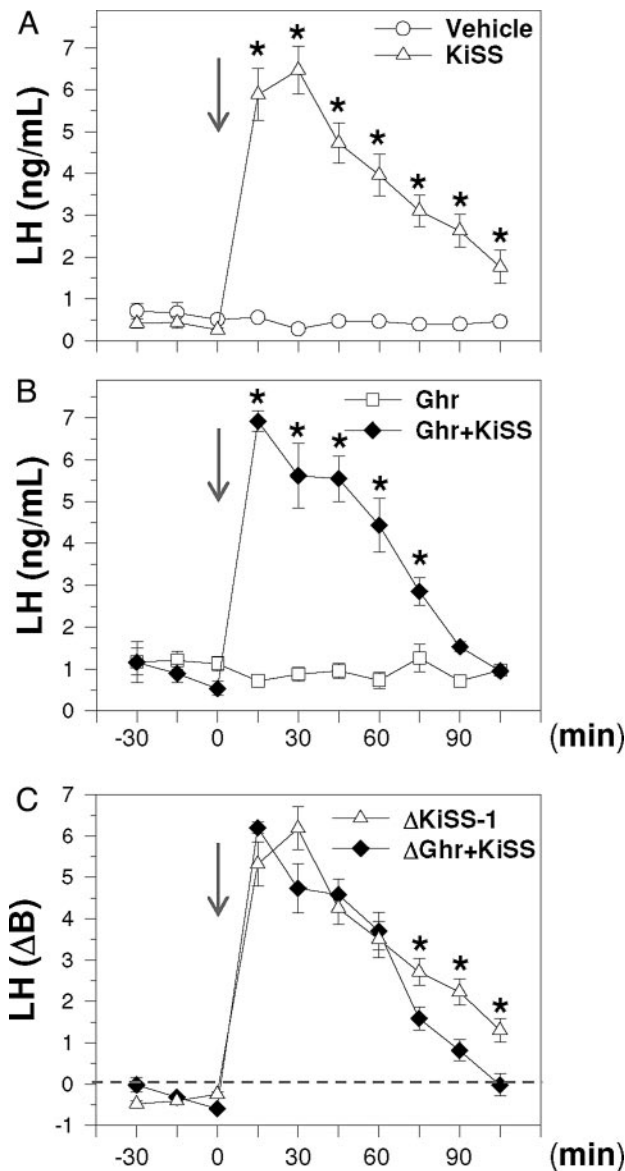 A
Vehicle
KiSS
LH (ng/mL)
7
6
5
4
3
2
1
0
* * * * * * *
B
Ghr
Ghr+KiSS
LH (ng/mL)
7
6
5
4
3
2
1
0
* * * * *
-30 0 30 60 90 (min)
C
ΔKiSS-1
ΔGhr+KiSS
LH (ΔB)
7
6
5
4
3
2
1
0
-1
* * *
-30 0 30 60 90 (min)